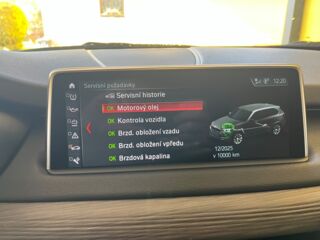 Servisní požadavky
12:20
Servisní historie
OK Motorový olej
OK Kontrola vozidla
OK Brzd. obložení vzadu
OK Brzd. obložení vpředu
OK Brzdová kapalina
12/2025
v 10000 km